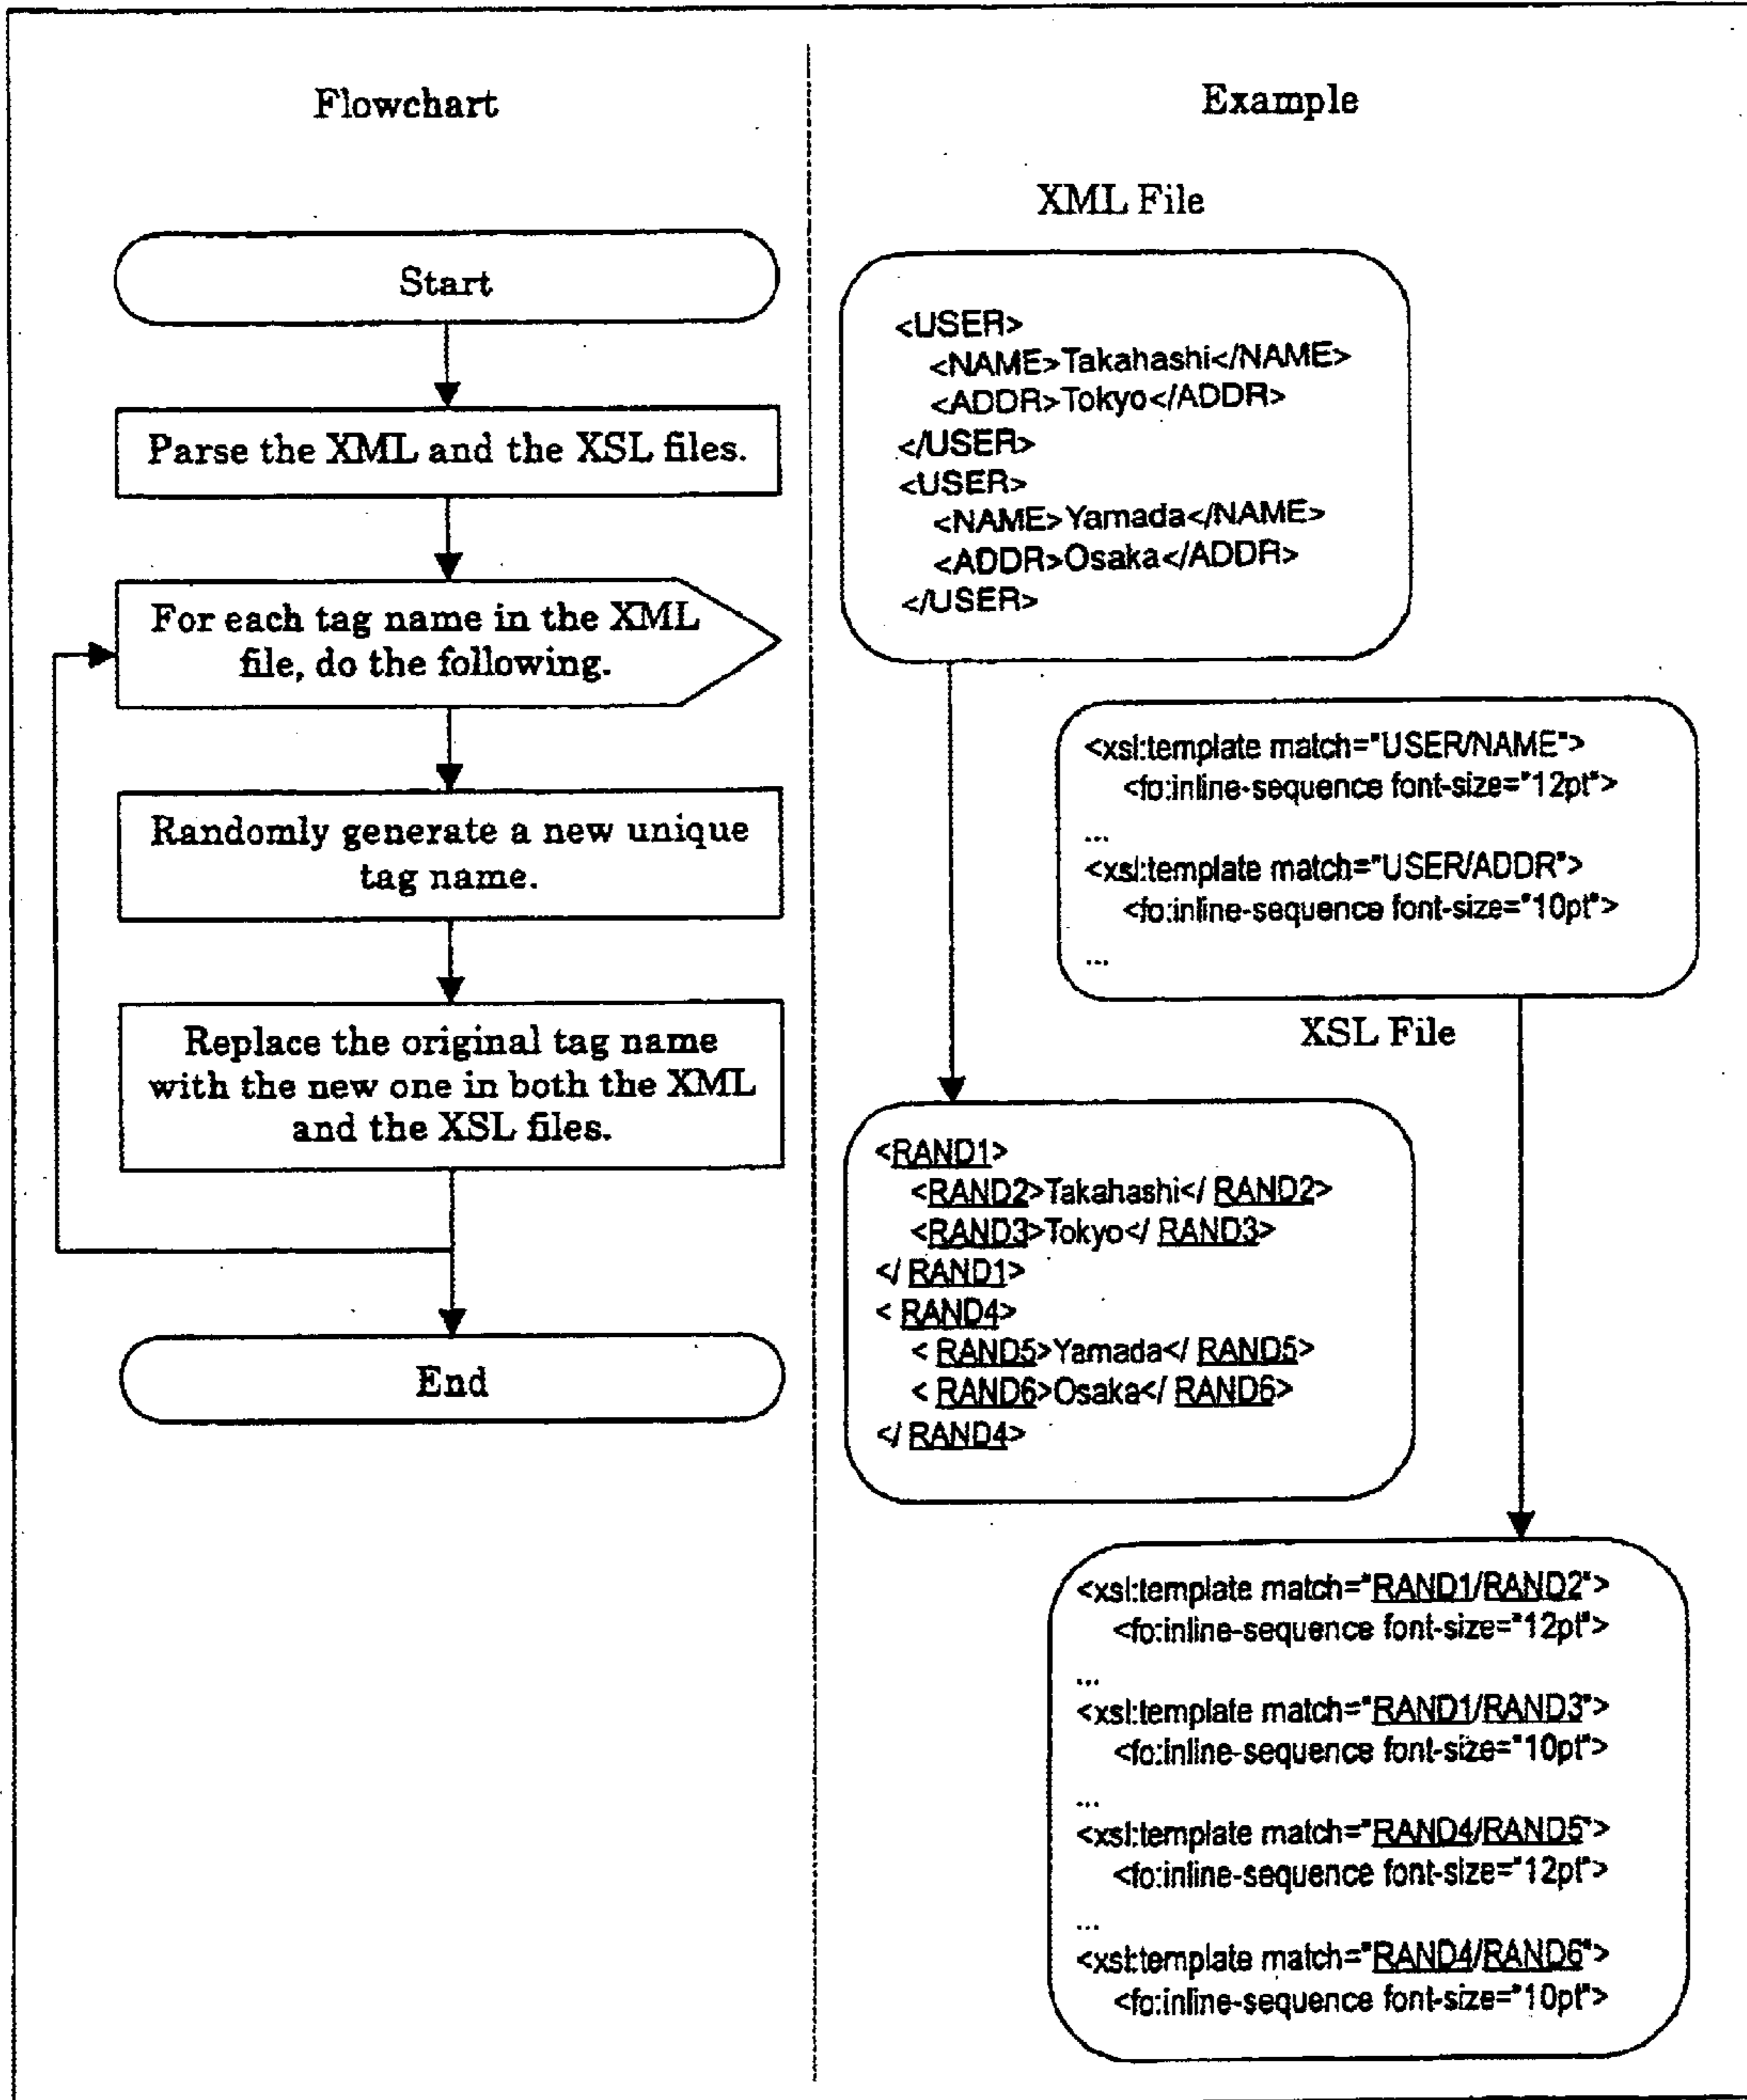 Flowchart
Start
Parse the XML and the XSL files.
For each tag name in the XML
file, do the following.
Randomly generate a new unique
tag name.
Replace the original tag name
with the new one in both the XML
and the XSL files.
End
Example
XML File
<USER>
<NAME>Takahashi</NAME>
<ADDR>Tokyo</ADDR>
</USER>
<USER>
<NAME>Yamada</NAME>
<ADDR>Osaka</ADDR>
</USER>
<xsl:template match="USER/NAME">
<fo:inline-sequence font-size="12pt">
...
<xsl:template match="USER/ADDR">
<fo:inline-sequence font-size="10pt">
...
XSL File
<RAND1>
<RAND2>Takahashi</ RAND2>
<RAND3>Tokyo</ RAND3>
</ RAND1>
< RAND4>
< RAND5>Yamada</ RAND5>
< RAND6>Osaka</ RAND6>
</ RAND4>
<xsl:template match="RAND1/RAND2">
<fo:inline-sequence font-size="12pt">
...
<xsl:template match="RAND1/RAND3">
<fo:inline-sequence font-size="10pt">
...
<xsl:template match="RAND4/RAND5">
<fo:inline-sequence font-size="12pt">
...
<xsl:template match="RAND4/RAND6">
<fo:inline-sequence font-size="10pt">